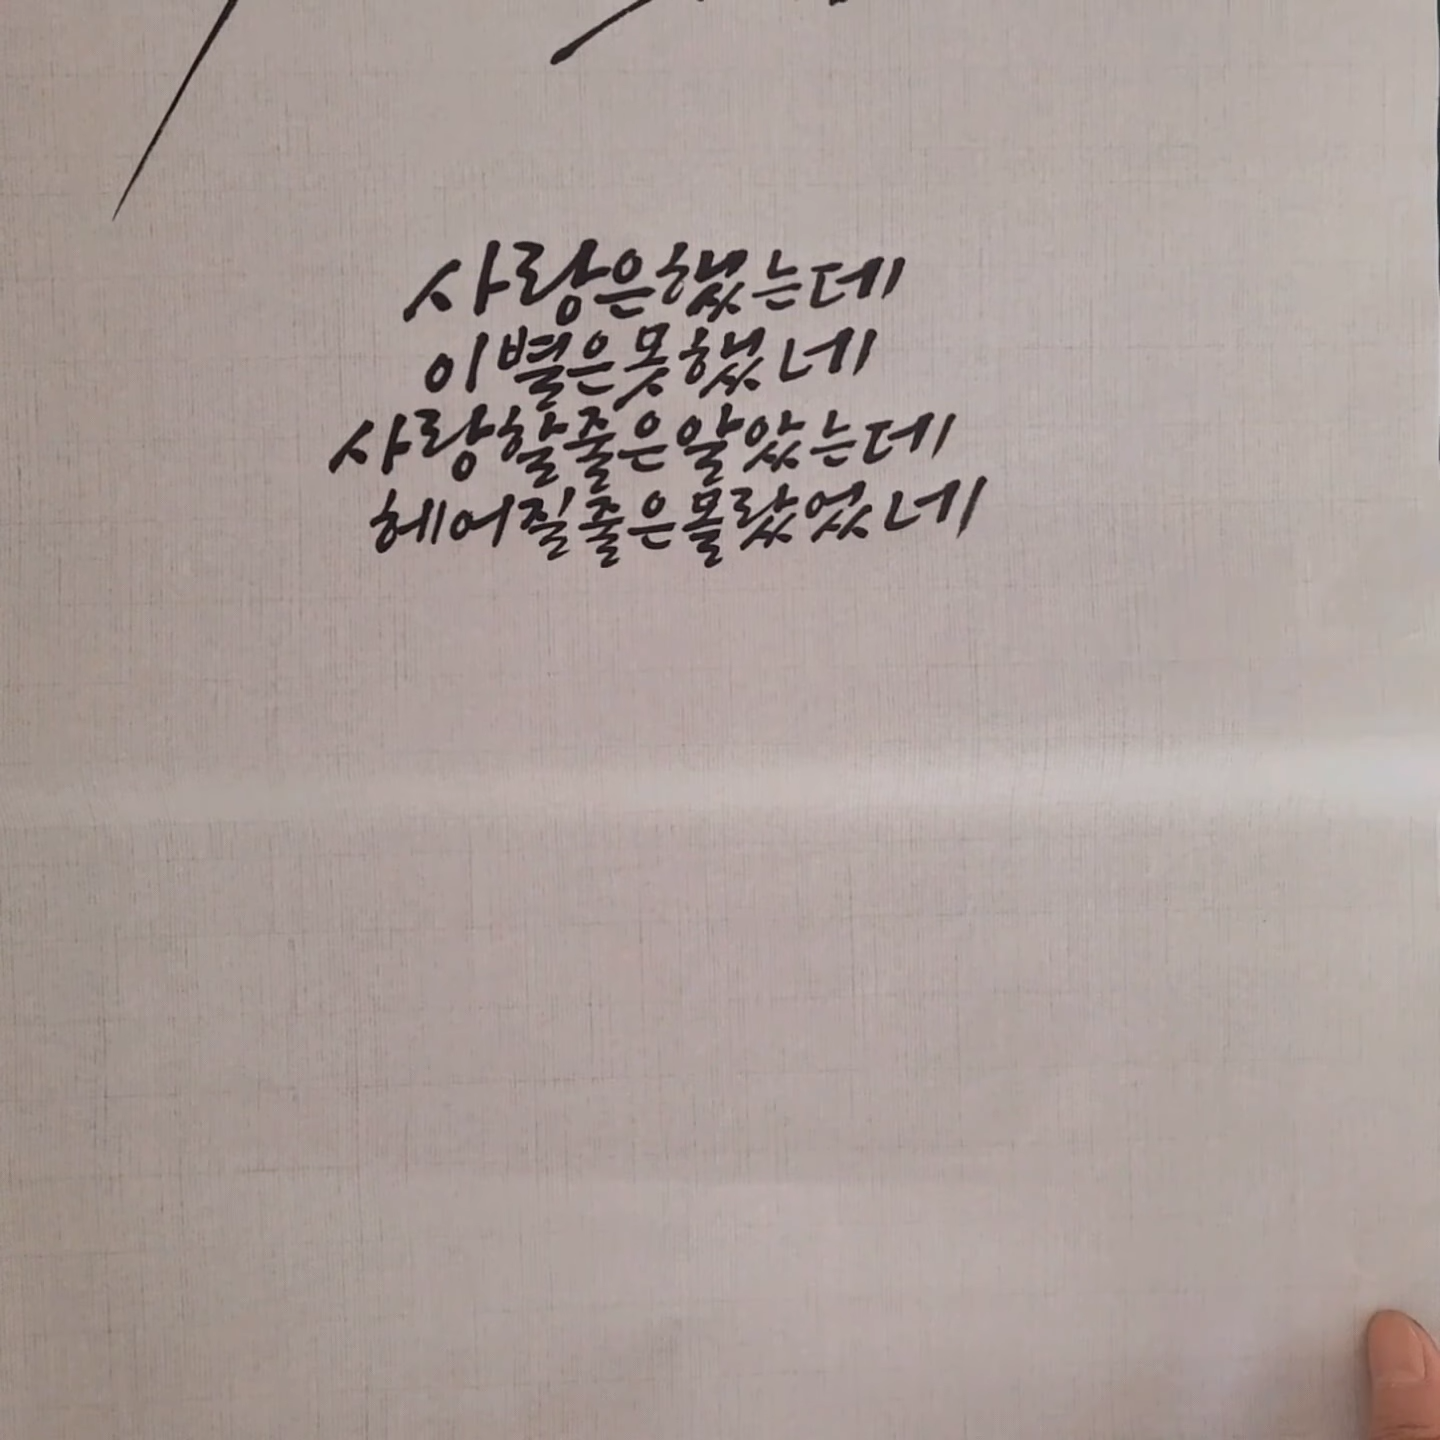 사랑은 했는데
이별은 못했네
사랑할 줄은 알았는데
헤어질 줄은 몰랐었네